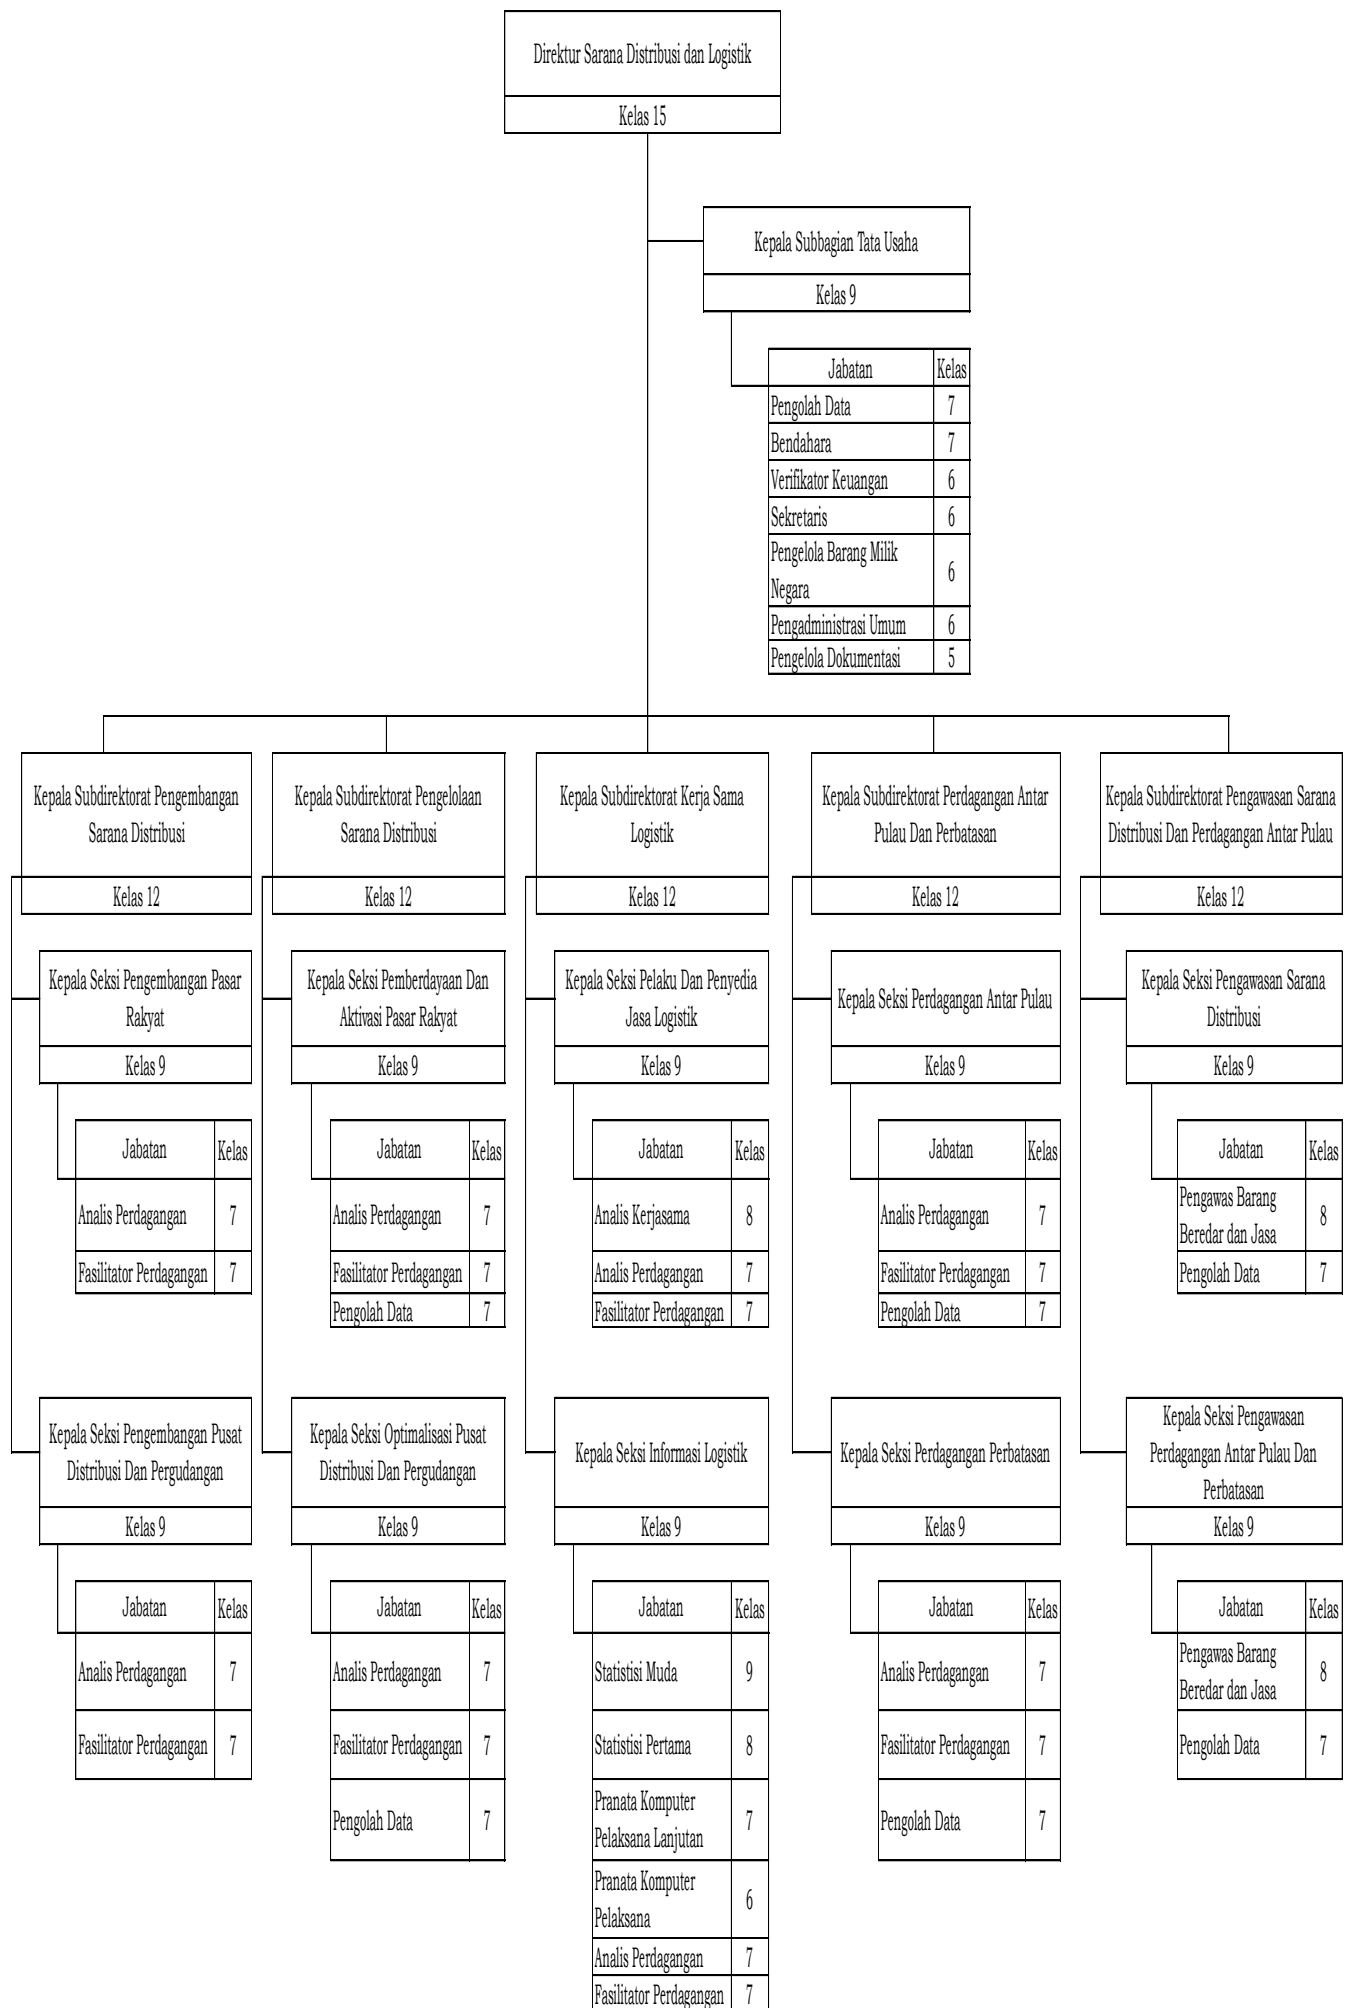 Direktur Sarana Distribusi dan Logistik
Kelas 15
Kepala Subbagian Tata Usaha
Kelas 9
Jabatan Kelas
Pengolah Data 7
Bendahara 7
Verifikator Keuangan 6
Sekretaris 6
Pengelola Barang Milik
Negara 6
Pengadministrasi Umum 6
Pengelola Dokumentasi 5
Kepala Subdirektorat Pengembangan
Sarana Distribusi
Kelas 12
Kepala Seksi Pengembangan Pasar
Rakyat
Kelas 9
Jabatan Kelas
Analis Perdagangan 7
Fasilitator Perdagangan 7
Kepala Seksi Pengembangan Pusat
Distribusi Dan Pergudangan
Kelas 9
Jabatan Kelas
Analis Perdagangan 7
Fasilitator Perdagangan 7
Kepala Subdirektorat Pengelolaan
Sarana Distribusi
Kelas 12
Kepala Seksi Pemberdayaan Dan
Aktivasi Pasar Rakyat
Kelas 9
Jabatan Kelas
Analis Perdagangan 7
Fasilitator Perdagangan 7
Pengolah Data 7
Kepala Seksi Optimalisasi Pusat
Distribusi Dan Pergudangan
Kelas 9
Jabatan Kelas
Analis Perdagangan 7
Fasilitator Perdagangan 7
Pengolah Data 7
Kepala Subdirektorat Kerja Sama
Logistik
Kelas 12
Kepala Seksi Pelaku Dan Penyedia
Jasa Logistik
Kelas 9
Jabatan Kelas
Analis Kerjasama 8
Analis Perdagangan 7
Fasilitator Perdagangan 7
Kepala Seksi Informasi Logistik
Kelas 9
Jabatan Kelas
Statistisi Muda 9
Statistisi Pertama 8
Pranata Komputer
Pelaksana Lanjutan 7
Pranata Komputer
Pelaksana 6
Analis Perdagangan 7
Fasilitator Perdagangan 7
Kepala Subdirektorat Perdagangan Antar
Pulau Dan Perbatasan
Kelas 12
Kepala Seksi Perdagangan Antar Pulau
Kelas 9
Jabatan Kelas
Analis Perdagangan 7
Fasilitator Perdagangan 7
Pengolah Data 7
Kepala Seksi Perdagangan Perbatasan
Kelas 9
Jabatan Kelas
Analis Perdagangan 7
Fasilitator Perdagangan 7
Pengolah Data 7
Kepala Subdirektorat Pengawasan Sarana
Distribusi Dan Perdagangan Antar Pulau
Kelas 12
Kepala Seksi Pengawasan Sarana
Distribusi
Kelas 9
Jabatan Kelas
Pengawas Barang
Beredar dan Jasa 8
Pengolah Data 7
Kepala Seksi Pengawasan
Perdagangan Antar Pulau Dan
Perbatasan
Kelas 9
Jabatan Kelas
Pengawas Barang
Beredar dan Jasa 8
Pengolah Data 7